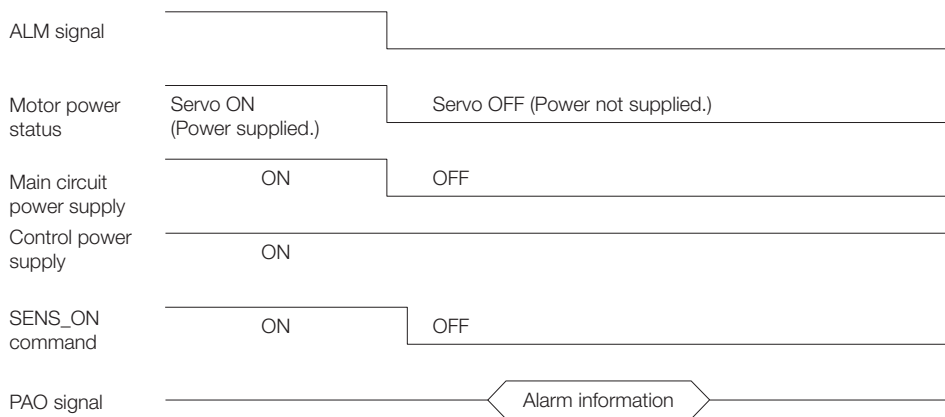 ALM signal
Motor power
status
Servo ON
(Power supplied.)
Servo OFF (Power not supplied.)
Main circuit
power supply
ON
OFF
Control power
supply
ON
SENS_ON
command
ON
OFF
PAO signal
Alarm information